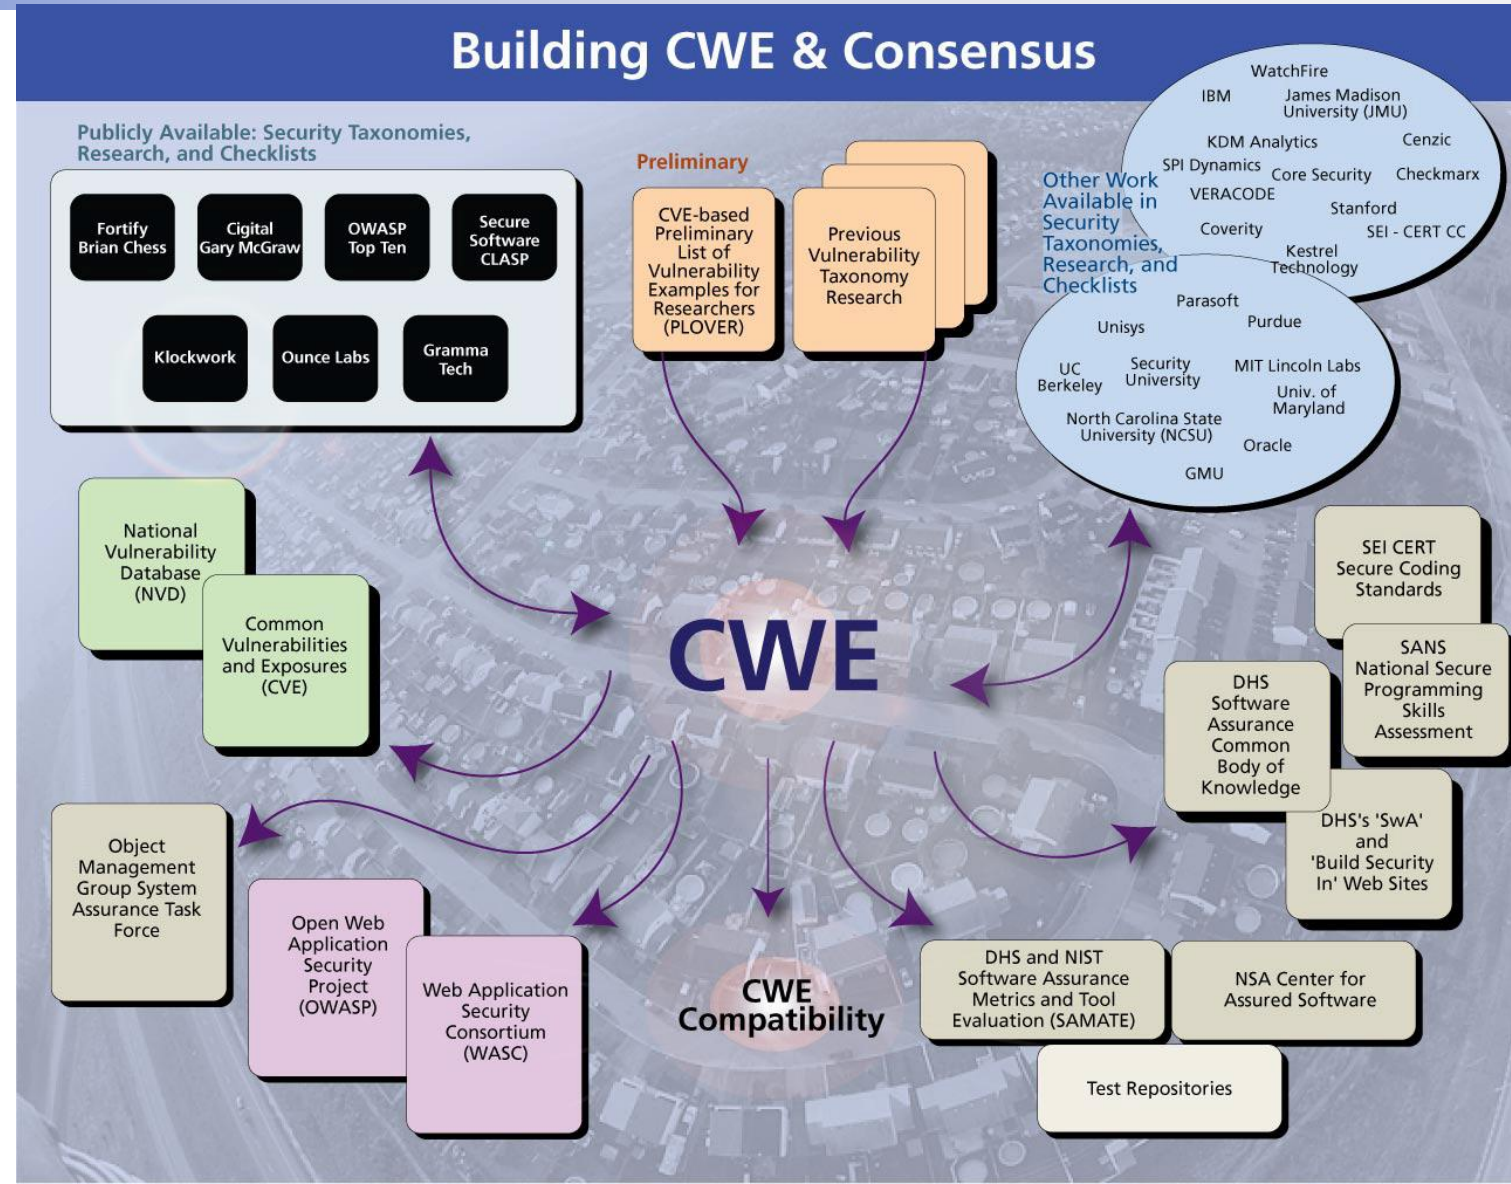 Building CWE & Consensus
Publicly Available: Security Taxonomies,
Research, and Checklists
Fortify
Brian Chess
Cigital
Gary McGraw
OWASP
Top Ten
Secure
Software
CLASP
Klockwork
Ounce Labs
Gramma
Tech
Preliminary
CVE-based
Preliminary
List of
Vulnerability
Examples for
Researchers
(PLOVER)
Previous
Vulnerability
Taxonomy
Research
Other Work
Available in
Security
Taxonomies,
Research, and
Checklists
WatchFire
IBM
James Madison
University (JMU)
KDM Analytics
Cenzic
SPI Dynamics
Core Security
Checkmarx
VERACODE
Stanford
Coverity
SEI - CERT CC
Kestrel
Technology
Parasoft
Unisys
Purdue
UC
Berkeley
Security
University
MIT Lincoln Labs
Univ. of
Maryland
North Carolina State
University (NCSU)
Oracle
GMU
National
Vulnerability
Database
(NVD)
Common
Vulnerabilities
and Exposures
(CVE)
CWE
SEI CERT
Secure Coding
Standards
SANS
National Secure
Programming
Skills
Assessment
DHS
Software
Assurance
Common
Body of
Knowledge
DHS's 'SwA'
and
'Build Security
In' Web Sites
Object
Management
Group System
Assurance Task
Force
Open Web
Application
Security
Project
(OWASP)
Web Application
Security
Consortium
(WASC)
CWE
Compatibility
DHS and NIST
Software Assurance
Metrics and Tool
Evaluation (SAMATE)
NSA Center for
Assured Software
Test Repositories